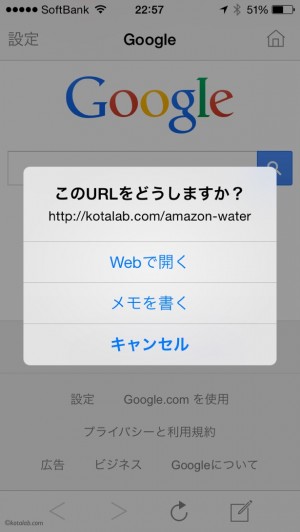 SoftBank 22:57 51%
設定 Google
Google
このURLをどうしますか？
http://kotalab.com/amazon-water
Webで開く
メモを書く
キャンセル
設定 Google.com を使用
プライバシーと利用規約
広告 ビジネス Googleについて
©kotalab.com